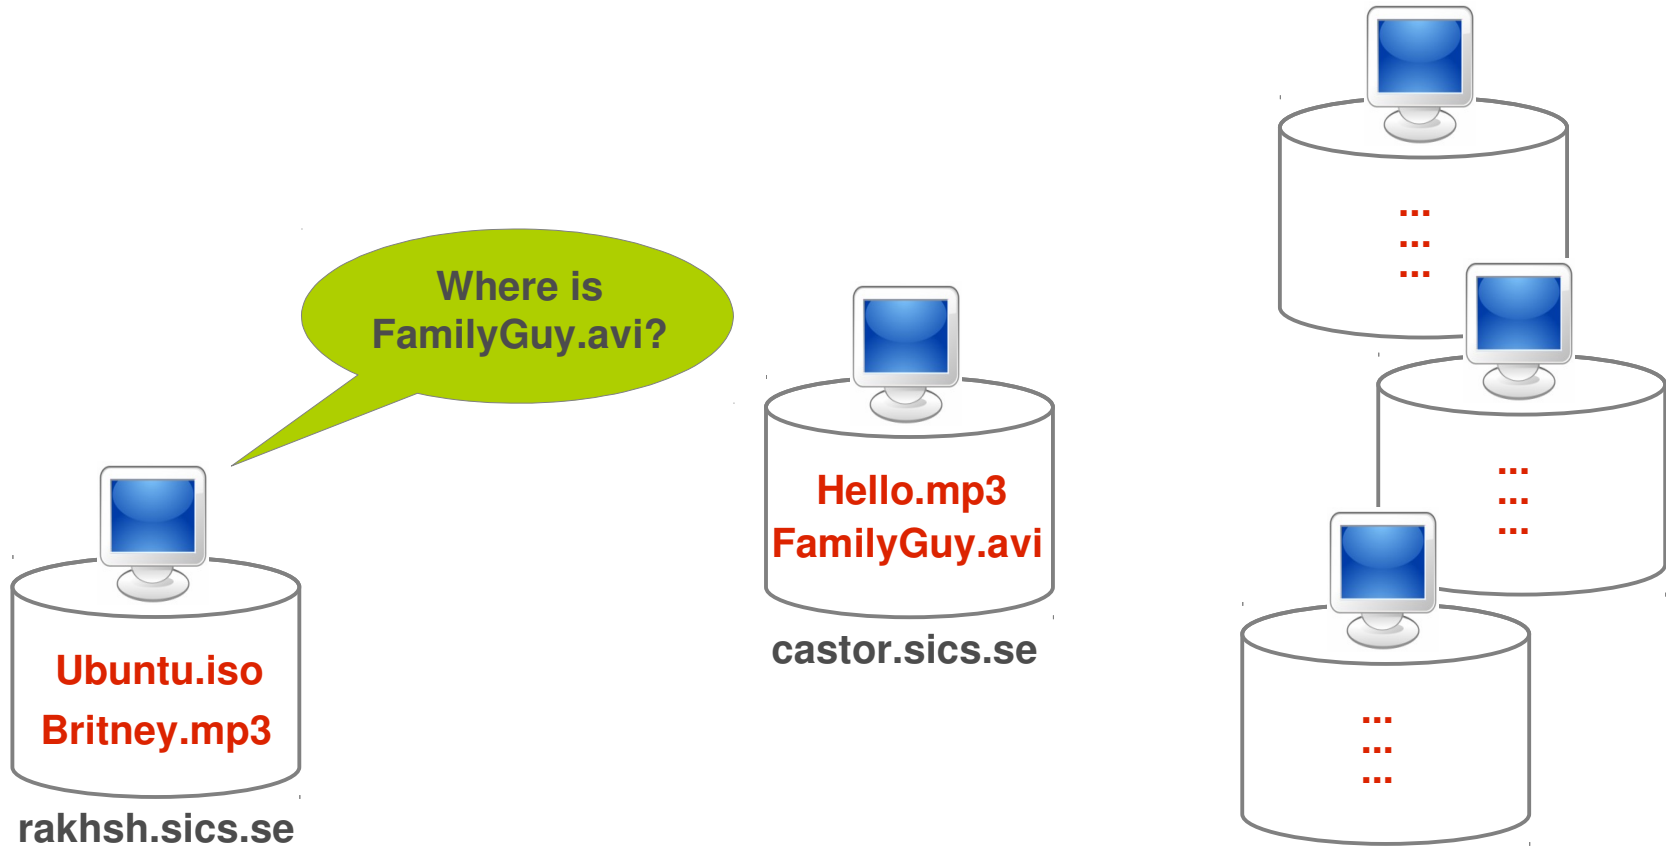 Where is
FamilyGuy.avi?
Ubuntu.iso
Britney.mp3
rakhsh.sics.se
Hello.mp3
FamilyGuy.avi
castor.sics.se
...
...
...
...
...
...
...
...
...